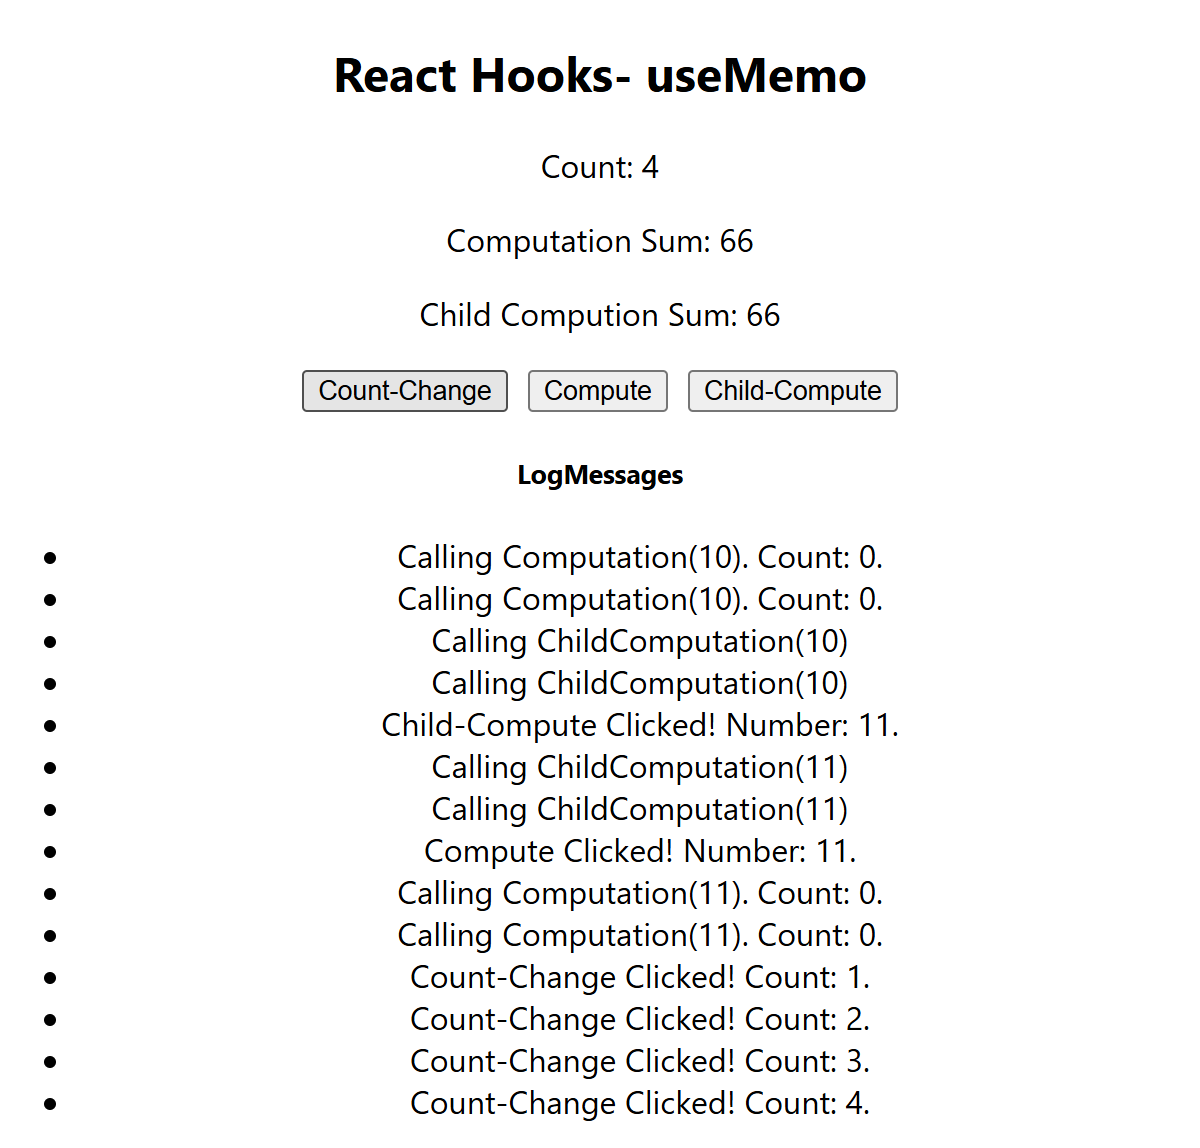 React Hooks- useMemo
Count: 4
Computation Sum: 66
Child Compution Sum: 66
Count-Change Compute Child-Compute
LogMessages
Calling Computation(10). Count: 0.
Calling Computation(10). Count: 0.
Calling ChildComputation(10)
Calling ChildComputation(10)
Child-Compute Clicked! Number: 11.
Calling ChildComputation(11)
Calling ChildComputation(11)
Compute Clicked! Number: 11.
Calling Computation(11). Count: 0.
Calling Computation(11). Count: 0.
Count-Change Clicked! Count: 1.
Count-Change Clicked! Count: 2.
Count-Change Clicked! Count: 3.
Count-Change Clicked! Count: 4.